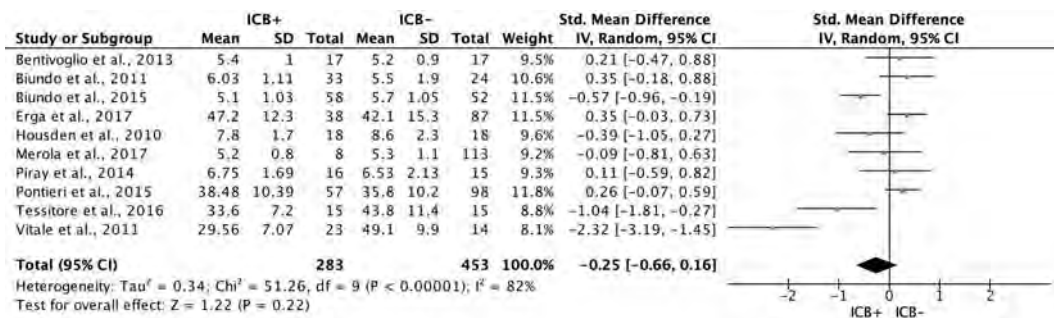 ICB+ ICB- Std. Mean Difference Std. Mean Difference
Study or Subgroup Mean SD Total Mean SD Total Weight IV, Random, 95% CI IV, Random, 95% CI
Bentivoglio et al., 2013 5.4 1 17 5.2 0.9 17 9.5% 0.21 [-0.47, 0.88]
Biundo et al., 2011 6.03 1.11 33 5.5 1.9 24 10.6% 0.35 [-0.18, 0.88]
Biundo et al., 2015 5.1 1.03 58 5.7 1.05 52 11.5% -0.57 [-0.96, -0.19]
Erga et al., 2017 47.2 12.3 38 42.1 15.3 87 11.5% 0.35 [-0.03, 0.73]
Housden et al., 2010 7.8 1.7 18 8.6 2.3 18 9.6% -0.39 [-1.05, 0.27]
Merola et al., 2017 5.2 0.8 8 5.3 1.1 113 9.2% -0.09 [-0.81, 0.63]
Piray et al., 2014 6.75 1.69 16 6.53 2.13 15 9.3% 0.11 [-0.59, 0.82]
Pontieri et al., 2015 38.48 10.39 57 35.8 10.2 98 11.8% 0.26 [-0.07, 0.59]
Tessitore et al., 2016 33.6 7.2 15 43.8 11.4 15 8.8% -1.04 [-1.81, -0.27]
Vitale et al., 2011 29.56 7.07 23 49.1 9.9 14 8.1% -2.32 [-3.19, -1.45]
Total (95% CI) 283 453 100.0% -0.25 [-0.66, 0.16]
Heterogeneity: Tau² = 0.34; Chi² = 51.26, df = 9 (P < 0.00001); I² = 82%
Test for overall effect: Z = 1.22 (P = 0.22)
-2 -1 0 1 2
ICB+ ICB-